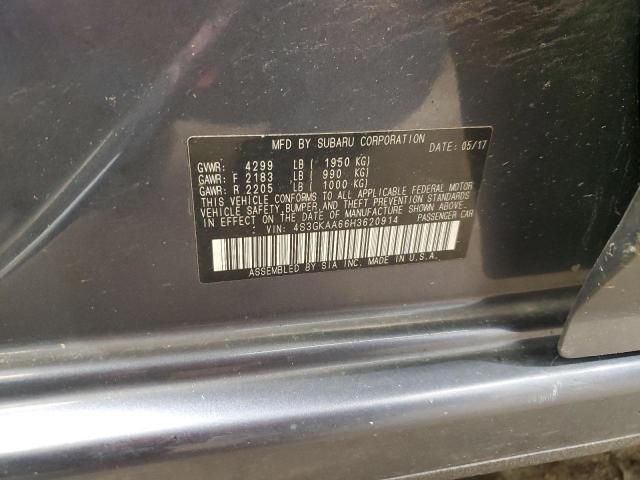 MFD BY SUBARU CORPORATION
DATE: 05/17
GVWR: 4299 LB ( 1950 KG)
GAWR: F 2183 LB ( 990 KG)
GAWR: R 2205 LB ( 1000 KG)
THIS VEHICLE CONFORMS TO ALL APPLICABLE FEDERAL MOTOR
VEHICLE SAFETY, BUMPER, AND THEFT PREVENTION STANDARDS
IN EFFECT ON THE DATE OF MANUFACTURE SHOWN ABOVE.
VIN: 4S3GKAA66H3620914 PASSENGER CAR
ASSEMBLED BY SIA INC. MADE IN U.S.A.